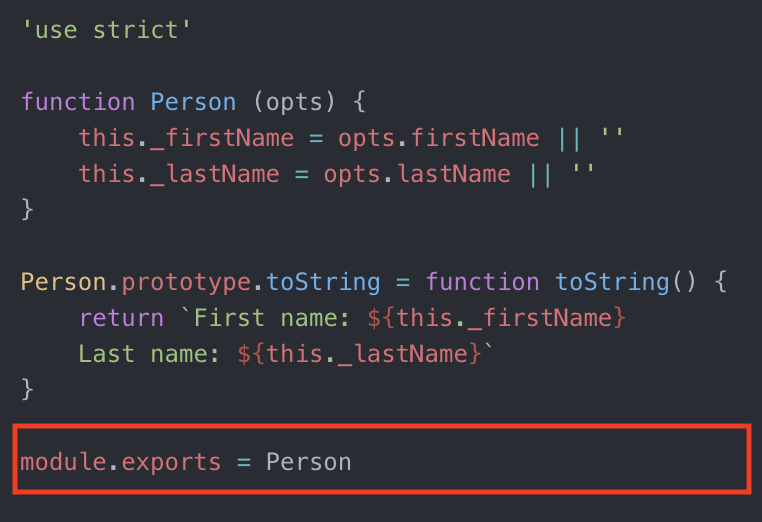 'use strict'
function Person (opts) {
    this._firstName = opts.firstName || ''
    this._lastName = opts.lastName || ''
}
Person.prototype.toString = function toString() {
    return `First name: ${this._firstName}
    Last name: ${this._lastName}`
}
module.exports = Person